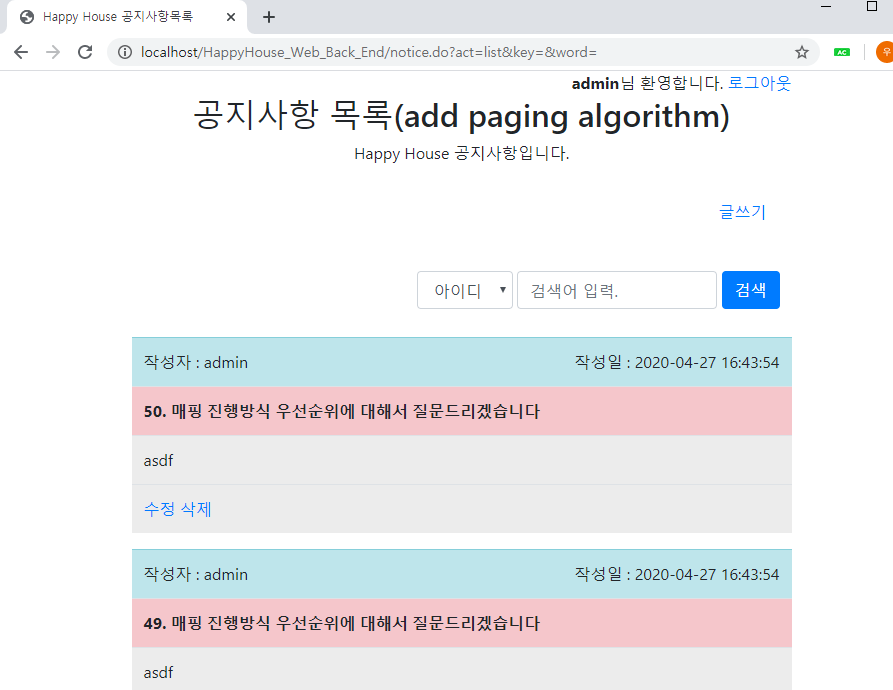 Happy House 공지사항목록
localhost/HappyHouse_Web_Back_End/notice.do?act=list&key=&word=
AC
우
admin님 환영합니다. 로그아웃
공지사항 목록(add paging algorithm)
Happy House 공지사항입니다.
글쓰기
아이디 검색어 입력. 검색
작성자 : admin 작성일 : 2020-04-27 16:43:54
50. 매핑 진행방식 우선순위에 대해서 질문드리겠습니다
asdf
수정 삭제
작성자 : admin 작성일 : 2020-04-27 16:43:54
49. 매핑 진행방식 우선순위에 대해서 질문드리겠습니다
asdf